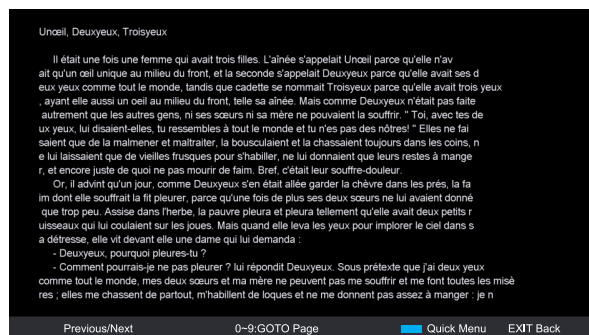 Unœil, Deuxyeux, Troisyeux
Il était une fois une femme qui avait trois filles. L'aînée s'appelait Unœil parce qu'elle n'av
ait qu'un œil unique au milieu du front, et la seconde s'appelait Deuxyeux parce qu'elle avait ses d
eux yeux comme tout le monde, tandis que cadette se nommait Troisyeux parce qu'elle avait trois yeux
, ayant elle aussi un oeil au milieu du front, telle sa aînée. Mais comme Deuxyeux n'était pas faite
autrement que les autres gens, ni ses sœurs ni sa mère ne pouvaient la souffrir. " Toi, avec tes de
ux yeux, lui disaient-elles, tu ressembles à tout le monde et tu n'es pas des nôtres! " Elles ne fai
saient que de la malmener et maltraiter, la bousculaient et la chassaient toujours dans les coins, n
e lui laissaient que de vieilles frusques pour s'habiller, ne lui donnaient que leurs restes à mange
r, et encore juste de quoi ne pas mourir de faim. Bref, c'était leur souffre-douleur.
Or, il advint qu'un jour, comme Deuxyeux s'en était allée garder la chèvre dans les prés, la fa
im dont elle souffrait la fit pleurer, parce qu'une fois de plus ses deux sœurs ne lui avaient donné
que trop peu. Assise dans l'herbe, la pauvre pleura et pleura tellement qu'elle avait deux petits r
uisseaux qui lui coulaient sur les joues. Mais quand elle leva les yeux pour implorer le ciel dans s
a détresse, elle vit devant elle une dame qui lui demanda :
- Deuxyeux, pourquoi pleures-tu ?
- Comment pourrais-je ne pas pleurer ? lui répondit Deuxyeux. Sous prétexte que j'ai deux yeux
comme tout le monde, mes deux sœurs et ma mère ne peuvent pas me souffrir et me font toutes les misè
res ; elles me chassent de partout, m'habillent de loques et ne me donnent pas assez à manger : je n
Previous/Next 0~9:GOTO Page Quick Menu EXIT Back